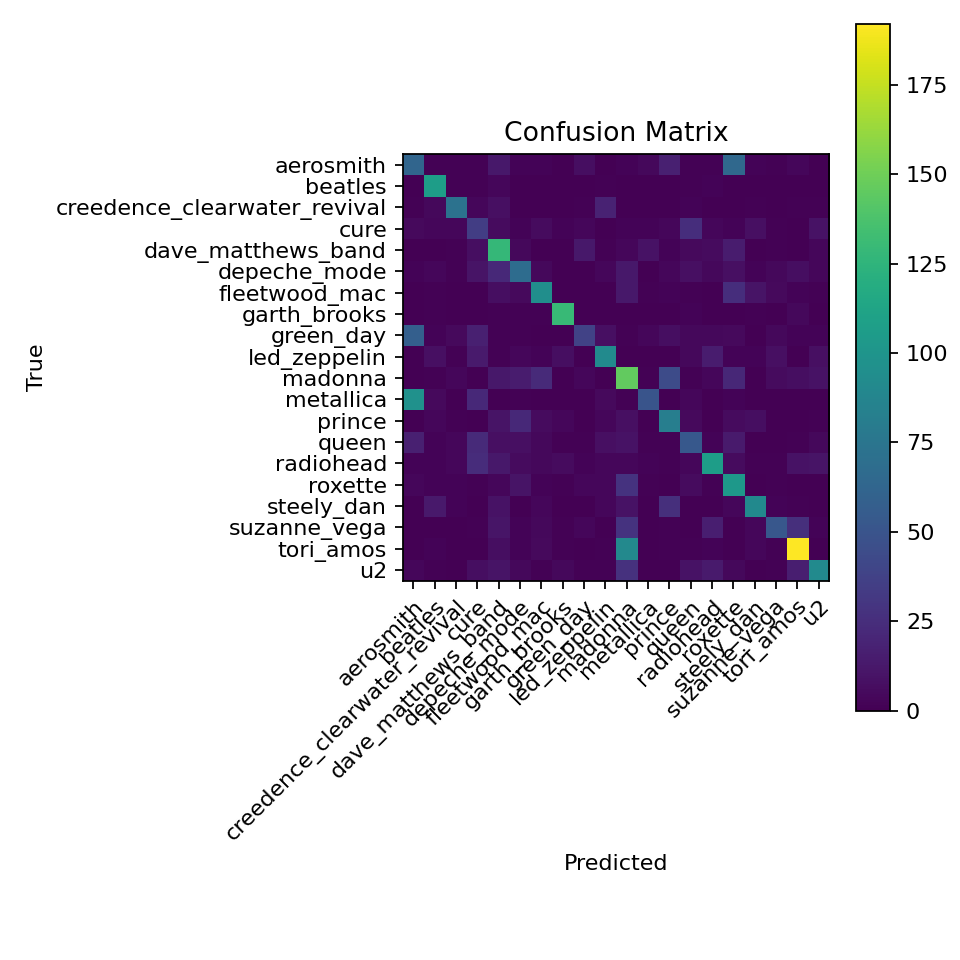 Confusion Matrix
True
aerosmith
beatles
creedence_clearwater_revival
cure
dave_matthews_band
depeche_mode
fleetwood_mac
garth_brooks
green_day
led_zeppelin
madonna
metallica
prince
queen
radiohead
roxette
steely_dan
suzanne_vega
tori_amos
u2
aerosmith
beatles
creedence_clearwater_revival
cure
dave_matthews_band
depeche_mode
fleetwood_mac
garth_brooks
green_day
led_zeppelin
madonna
metallica
prince
queen
radiohead
roxette
steely_dan
suzanne_vega
tori_amos
u2
Predicted
175
150
125
100
75
50
25
0